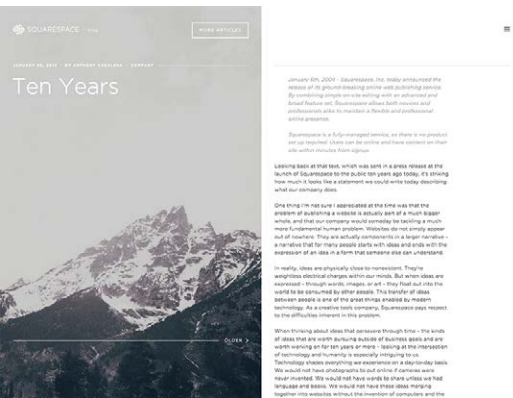 SQUARESPACE blog
MORE ARTICLES
JANUARY 06, 2014 · BY ANTHONY CASALENA · COMPANY
Ten Years
OLDER
January 6th, 2004 - Squarespace, Inc. today announced the
release of its ground-breaking online web publishing service.
By combining simple on-site editing with an advanced and
broad feature set, Squarespace allows both novices and
professionals alike to maintain a flexible and professional
online presence.
Squarespace is a fully-managed service, so there is no product
set up required. Users can be online and have content on their
site within minutes from signup.
Looking back at that text, which was sent in a press release at the
launch of Squarespace to the public ten years ago today, it's striking
how much it looks like a statement we could write today describing
what our company does.
One thing I'm not sure I appreciated at the time was that the
problem of publishing a website is actually part of a much bigger
whole, and that our company would someday be tackling a much
more fundamental human problem. Websites do not simply appear
out of nowhere. They are actually components in a larger narrative -
a narrative that for many people starts with ideas and ends with the
expression of an idea in a form that someone else can understand.
In reality, ideas are physically close to nonexistent. They're
weightless electrical charges within our minds. But when ideas are
expressed - through words, images, or art - they float out into the
world to be consumed by other people. This transfer of ideas
between people is one of the great things enabled by modern
technology. As a creative tools company, Squarespace pays respect
to the difficulties inherent in this problem.
When thinking about ideas that persevere through time - the kinds
of ideas that are worth pursuing outside of business goals and are
worth working on for ten years or more - looking at the intersection
of technology and humanity is especially intriguing to us.
Technology shapes everything we experience on a day-to-day basis.
We would not have photographs to put online if cameras were
never invented. We would not have words to share unless we had
language and books. We would not have these ideas merging
together into websites without the invention of computers and the